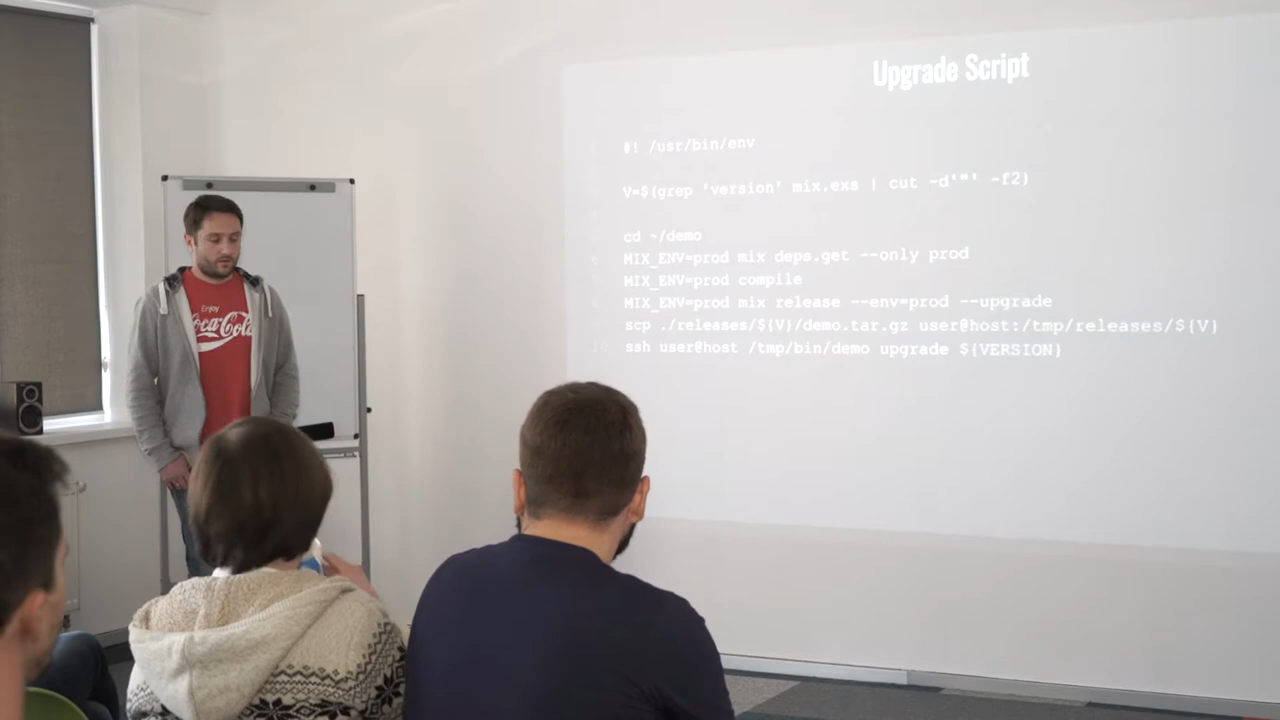 Upgrade Script
#! /usr/bin/env
V=$(grep 'version' mix.exs | cut -d'"' -f2)
cd ~/demo
MIX_ENV=prod mix deps.get --only prod
MIX_ENV=prod compile
MIX_ENV=prod mix release --env=prod --upgrade
scp ./releases/${V}/demo.tar.gz user@host:/tmp/releases/${V}
ssh user@host /tmp/bin/demo upgrade ${VERSION}
Enjoy
Coca-Cola